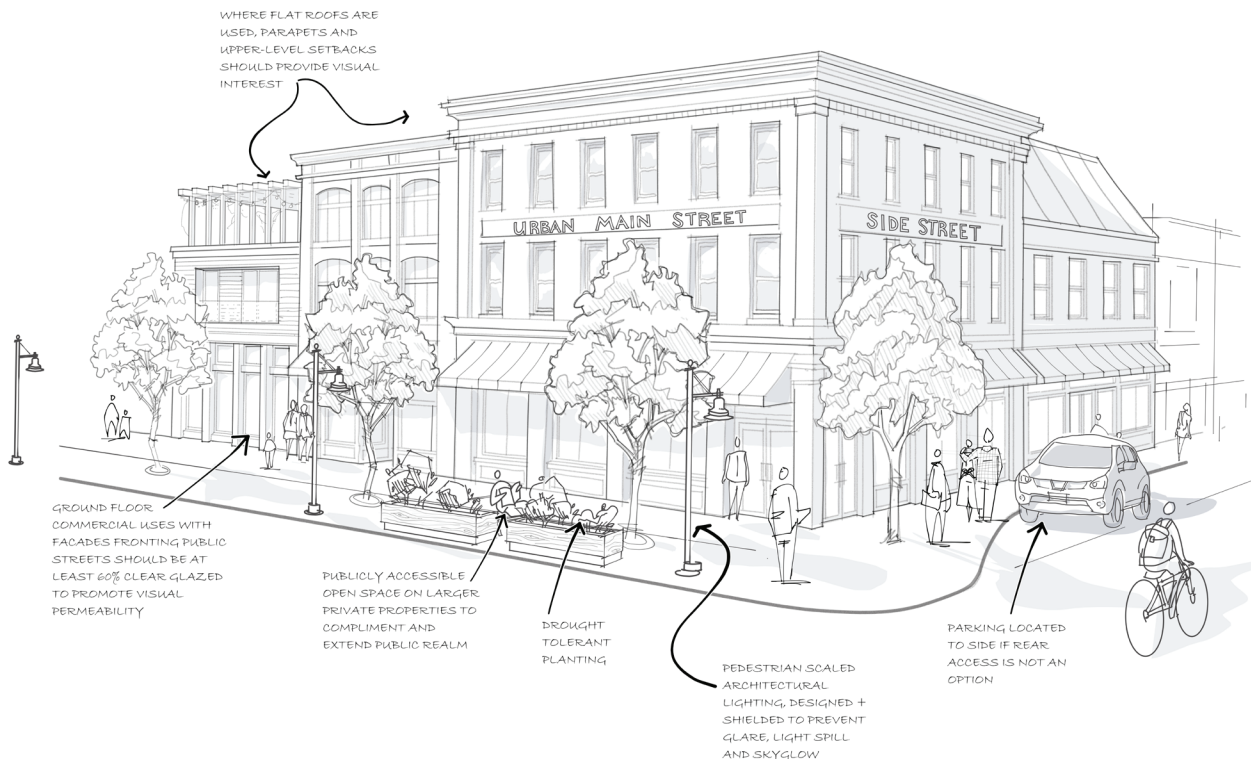 WHERE FLAT ROOFS ARE
USED, PARAPETS AND
UPPER-LEVEL SETBACKS
SHOULD PROVIDE VISUAL
INTEREST
URBAN MAIN STREET
SIDE STREET
GROUND FLOOR
COMMERCIAL USES WITH
FACADES FRONTING PUBLIC
STREETS SHOULD BE AT
LEAST 60% CLEAR GLAZED
TO PROMOTE VISUAL
PERMEABILITY
PUBLICLY ACCESSIBLE
OPEN SPACE ON LARGER
PRIVATE PROPERTIES TO
COMPLIMENT AND
EXTEND PUBLIC REALM
DROUGHT
TOLERANT
PLANTING
PEDESTRIAN SCALED
ARCHITECTURAL
LIGHTING, DESIGNED +
SHIELDED TO PREVENT
GLARE, LIGHT SPILL
AND SKYGLOW
PARKING LOCATED
TO SIDE IF REAR
ACCESS IS NOT AN
OPTION